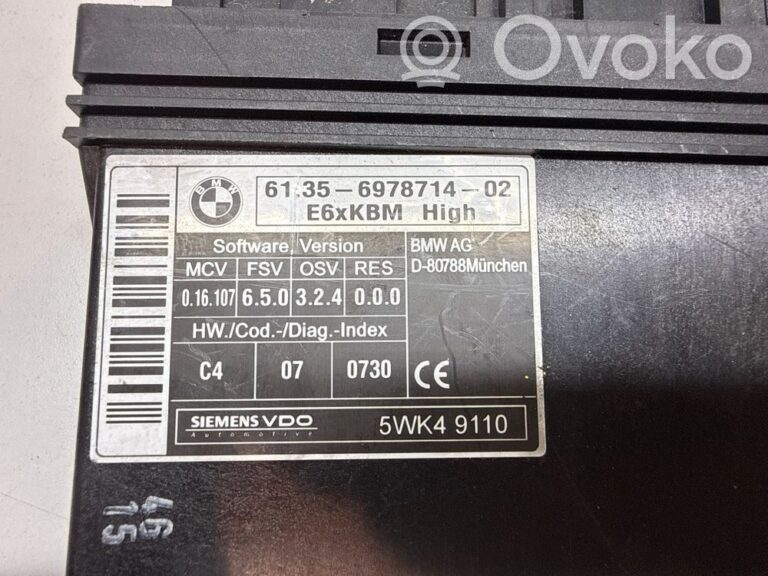 Ovoko
BMW
61.35-6978714-02
E6xKBM High
Software, Version
BMW AG
D-80788München
MCV FSV OSV RES
0.16.107 6.5.0 3.2.4 0.0.0
HW./Cod.-/Diag.-Index
C4 07 0730 CE
SIEMENS VDO
Automotive
5WK4 9110
46
15